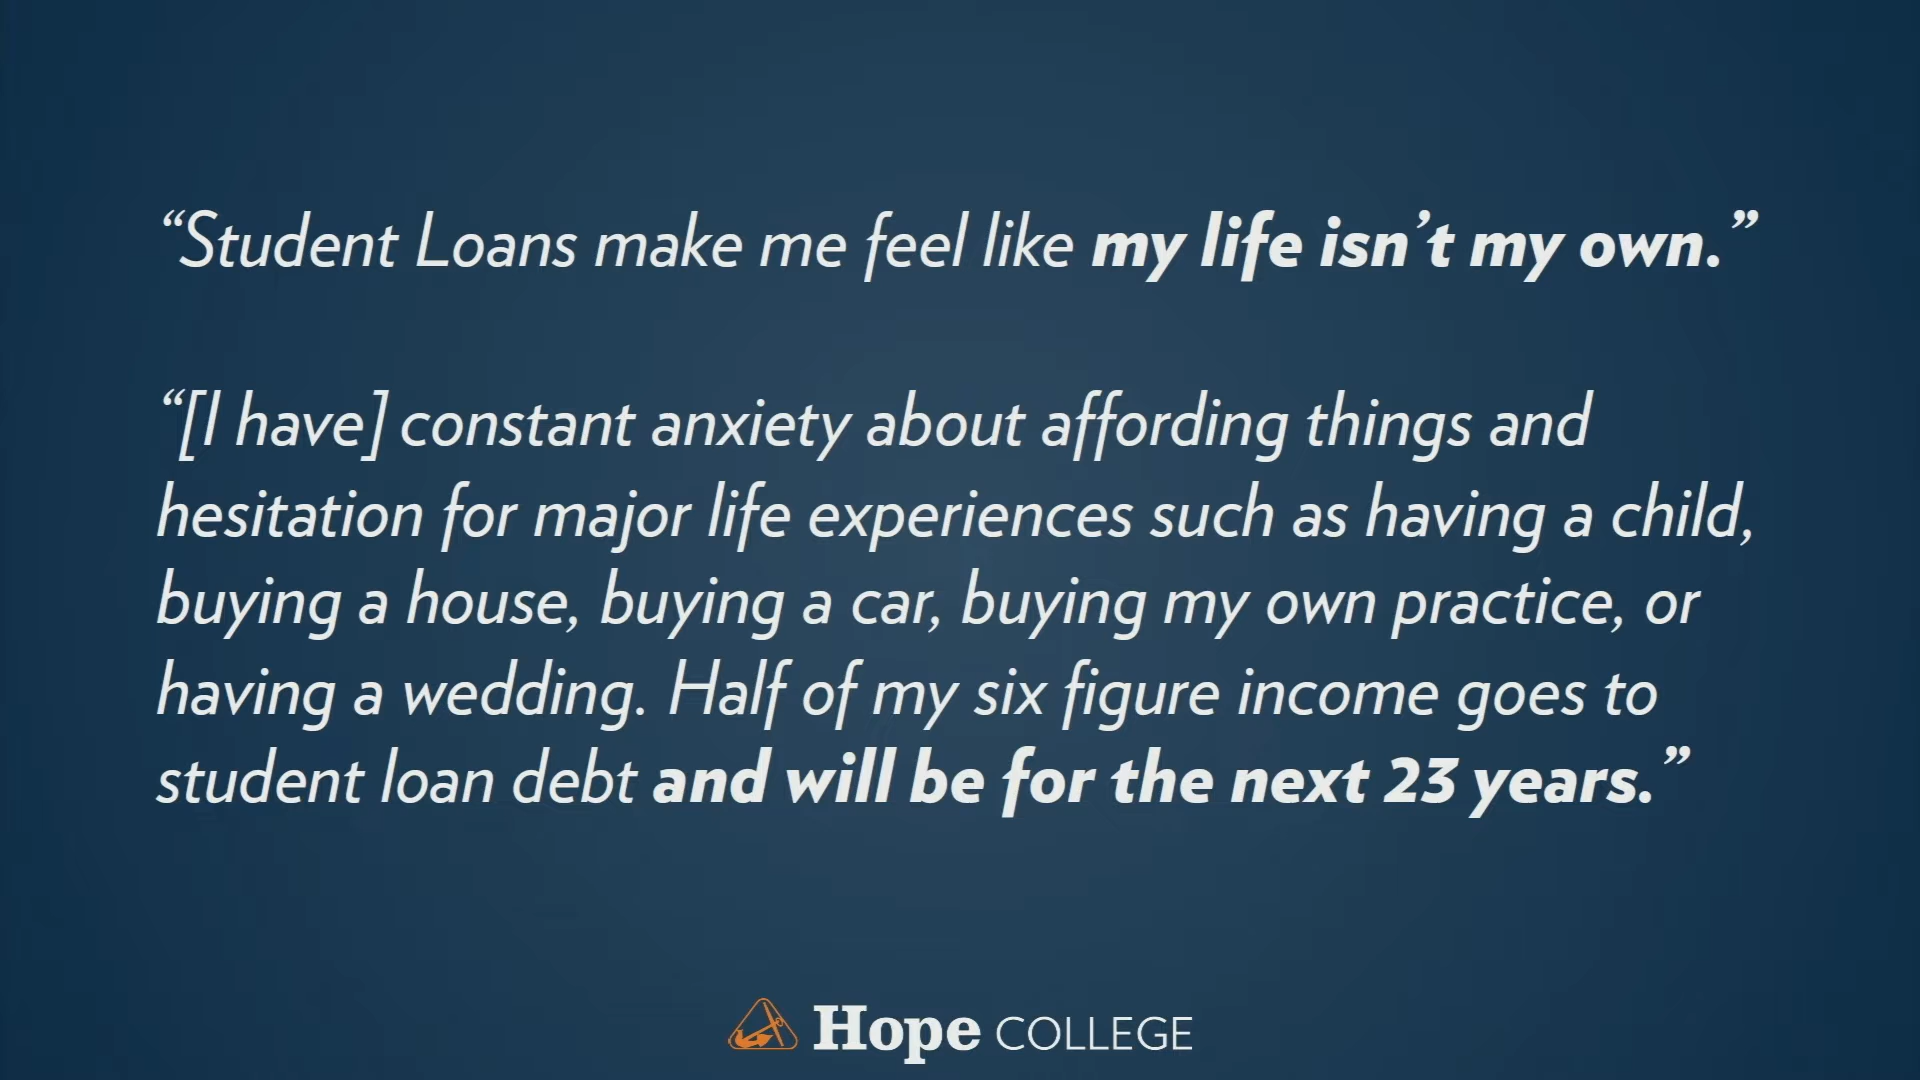 “Student Loans make me feel like my life isn’t my own.”
“[I have] constant anxiety about affording things and
hesitation for major life experiences such as having a child,
buying a house, buying a car, buying my own practice, or
having a wedding. Half of my six figure income goes to
student loan debt and will be for the next 23 years.”
Hope COLLEGE